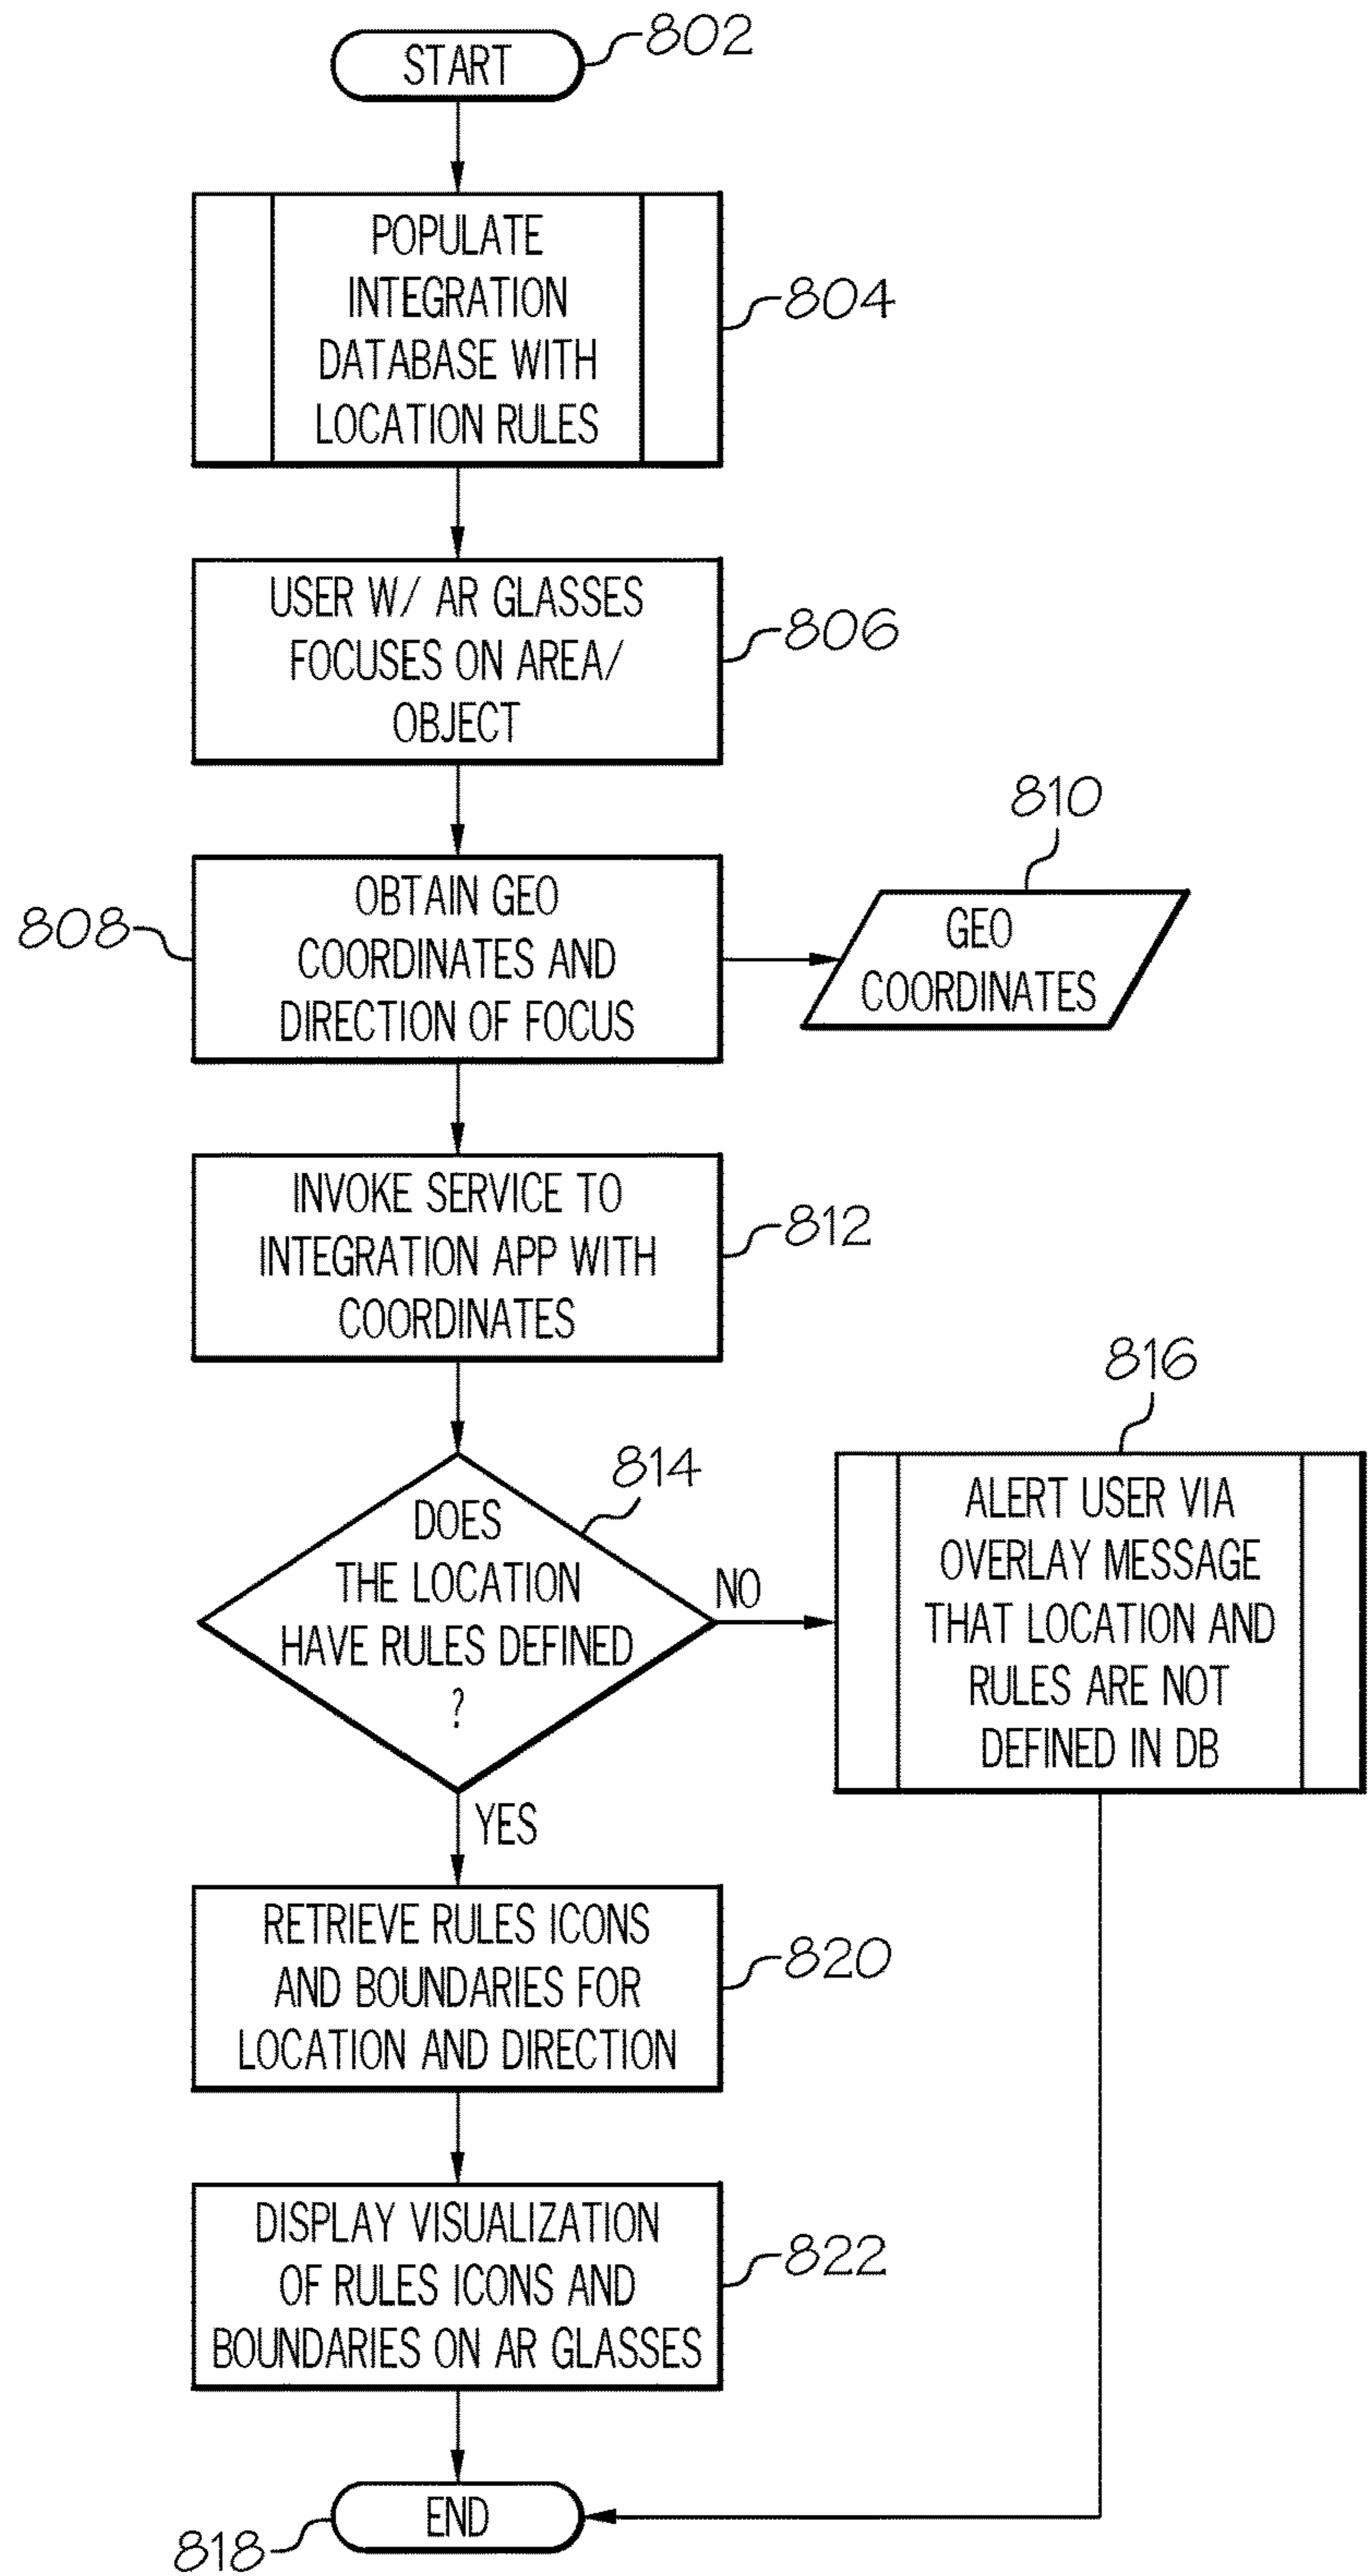 START
802
POPULATE
INTEGRATION
DATABASE WITH
LOCATION RULES
804
USER W/ AR GLASSES
FOCUSES ON AREA/
OBJECT
806
808
OBTAIN GEO
COORDINATES AND
DIRECTION OF FOCUS
810
GEO
COORDINATES
INVOKE SERVICE TO
INTEGRATION APP WITH
COORDINATES
812
814
DOES
THE LOCATION
HAVE RULES DEFINED
?
NO
YES
816
ALERT USER VIA
OVERLAY MESSAGE
THAT LOCATION AND
RULES ARE NOT
DEFINED IN DB
RETRIEVE RULES ICONS
AND BOUNDARIES FOR
LOCATION AND DIRECTION
820
DISPLAY VISUALIZATION
OF RULES ICONS AND
BOUNDARIES ON AR GLASSES
822
END
818